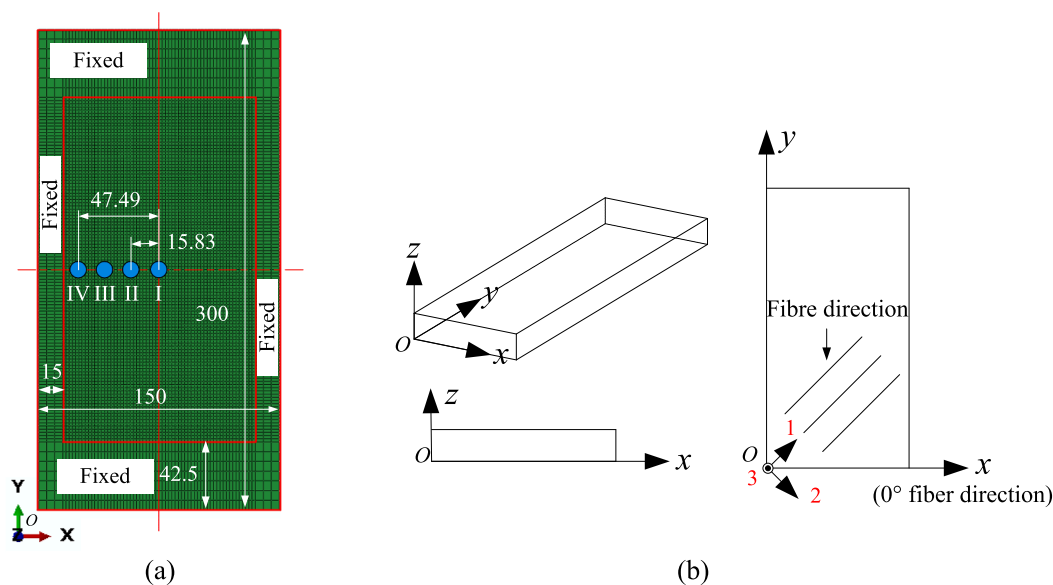 Fixed
Fixed
47.49
15.83
IV III II I
300
Fixed
15
150
Fixed
42.5
Y
O
Z
X
(a)
z
y
O
x
z
O
x
y
Fibre direction
1
O
3
2
x
(0° fiber direction)
(b)